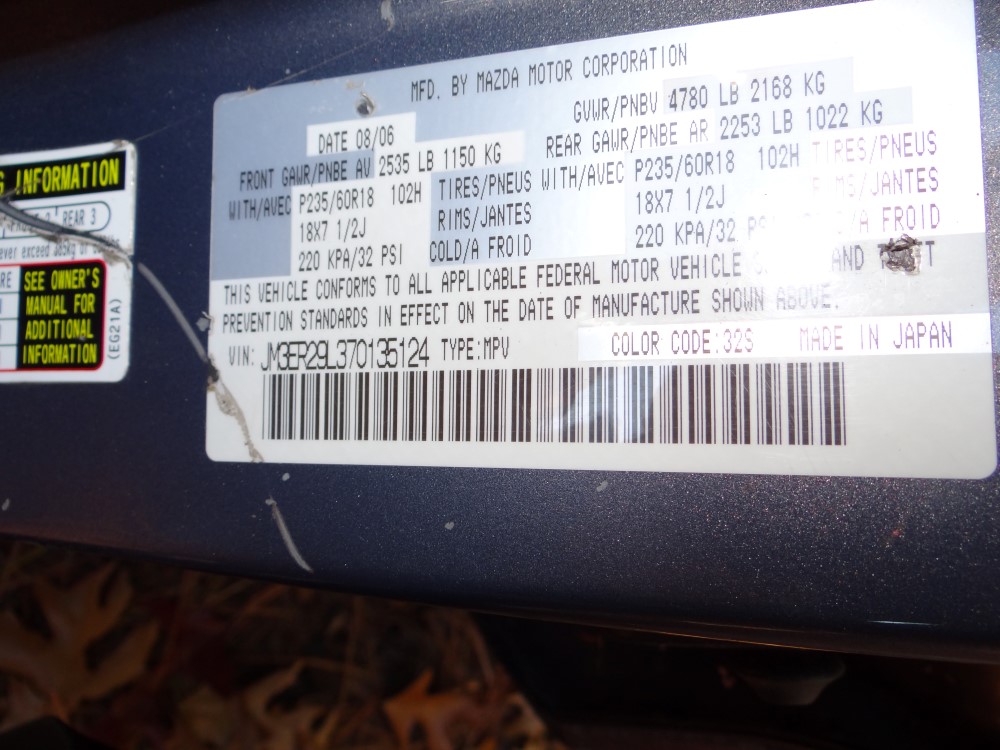 MFD. BY MAZDA MOTOR CORPORATION
DATE 08/06
GVWR/PNBV 4780 LB 2168 KG
FRONT GAWR/PNBE AV 2535 LB 1150 KG
REAR GAWR/PNBE AR 2253 LB 1022 KG
WITH/AVEC P235/60R18 102H TIRES/PNEUS
18X7 1/2J RIMS/JANTES
220 KPA/32 PSI COLD/A FROID
WITH/AVEC P235/60R18 102H TIRES/PNEUS
18X7 1/2J /JANTES
220 KPA/32 /A FROID
THIS VEHICLE CONFORMS TO ALL APPLICABLE FEDERAL MOTOR VEHICLE AND
PREVENTION STANDARDS IN EFFECT ON THE DATE OF MANUFACTURE SHOWN ABOVE.
VIN: JM3ER29L370135124 TYPE:MPV
COLOR CODE:32S MADE IN JAPAN
INFORMATION
REAR 3
exceed
SEE OWNER'S
MANUAL FOR
ADDITIONAL
INFORMATION
(EG21A)